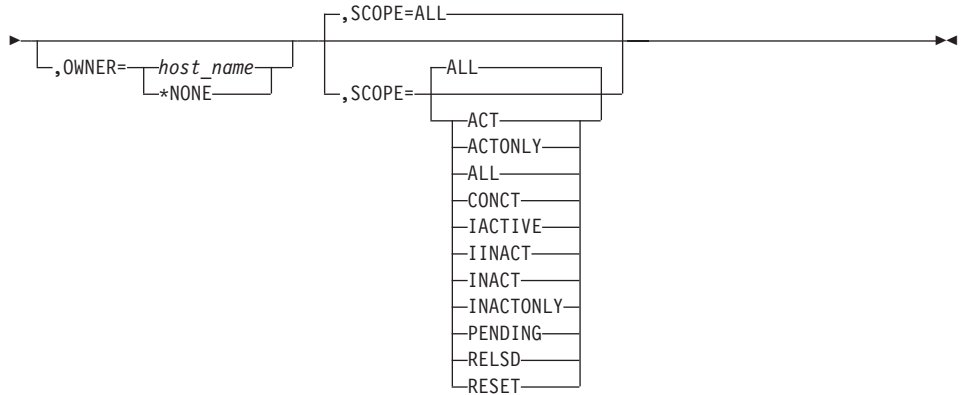 ,SCOPE=ALL
,OWNER= host_name
*NONE
,SCOPE=
ALL
ACT
ACTONLY
ALL
CONCT
IACTIVE
IINACT
INACT
INACTONLY
PENDING
RELSD
RESET